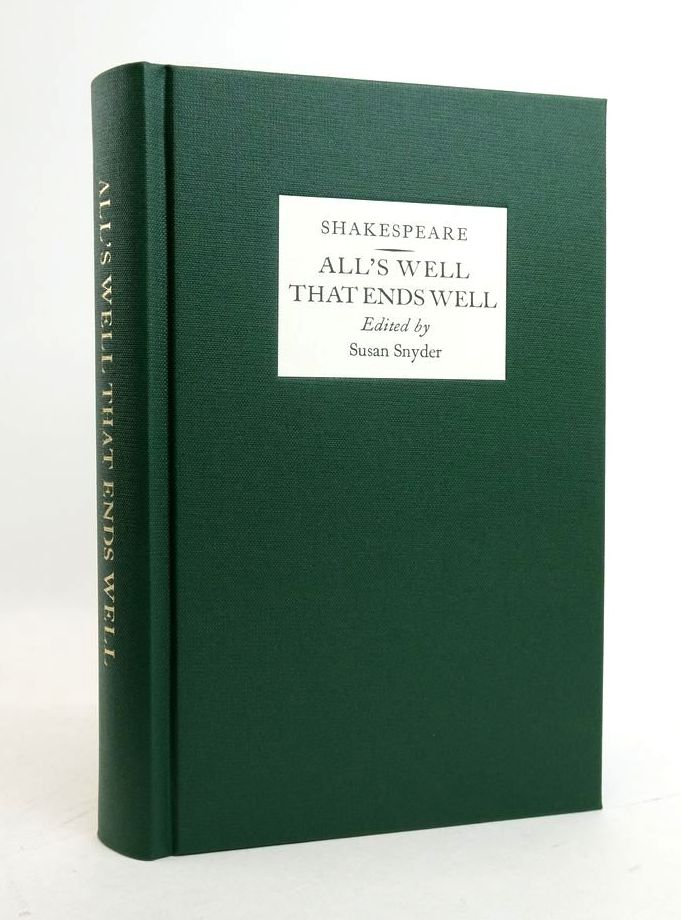 SHAKESPEARE
ALL'S WELL
THAT ENDS WELL
Edited by
Susan Snyder
ALL'S WELL THAT ENDS WELL